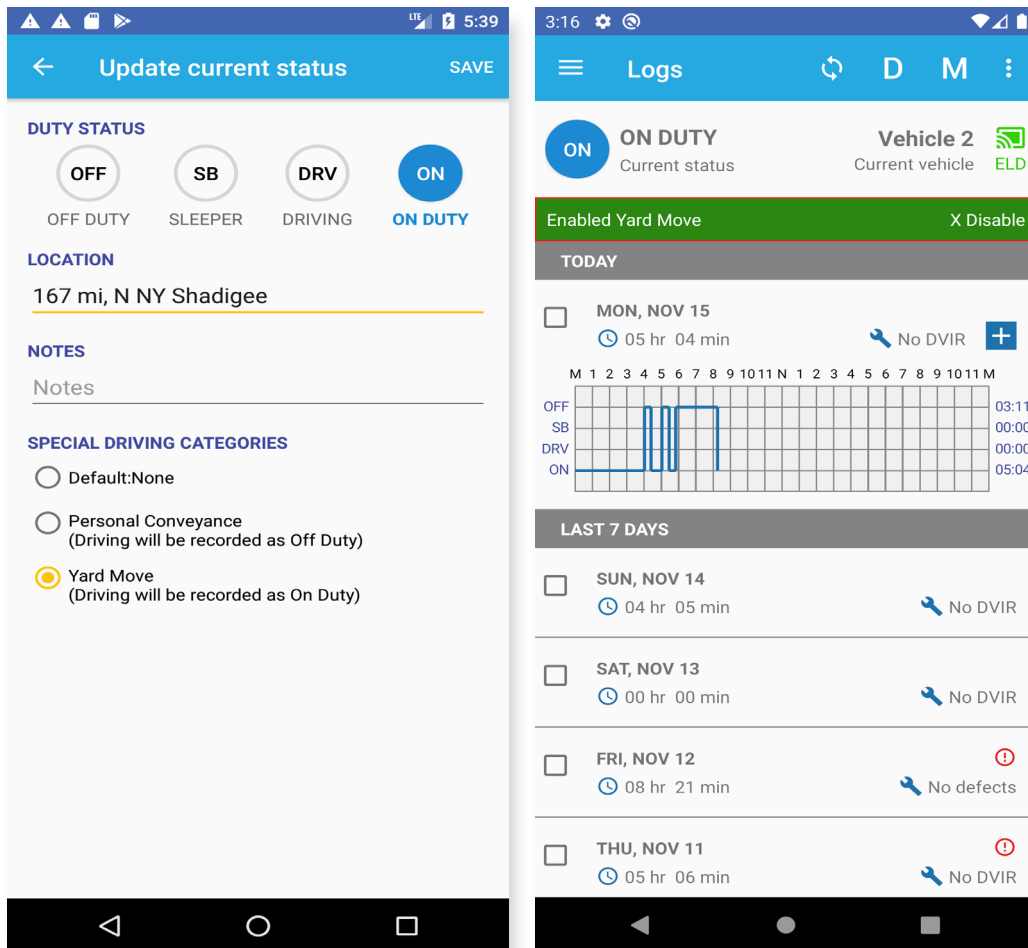 LTE 5:39
Update current status SAVE
DUTY STATUS
OFF SB DRV ON
OFF DUTY SLEEPER DRIVING ON DUTY
LOCATION
167 mi, N NY Shadigee
NOTES
Notes
SPECIAL DRIVING CATEGORIES
Default:None
Personal Conveyance
(Driving will be recorded as Off Duty)
Yard Move
(Driving will be recorded as On Duty)
3:16
Logs D M
ON ON DUTY Vehicle 2
Current status Current vehicle ELD
Enabled Yard Move X Disable
TODAY
MON, NOV 15
05 hr 04 min No DVIR
M 1 2 3 4 5 6 7 8 9 10 11 N 1 2 3 4 5 6 7 8 9 10 11 M
OFF 03:11
SB 00:00
DRV 00:00
ON 05:04
LAST 7 DAYS
SUN, NOV 14
04 hr 05 min No DVIR
SAT, NOV 13
00 hr 00 min No DVIR
FRI, NOV 12
08 hr 21 min No defects
THU, NOV 11
05 hr 06 min No DVIR